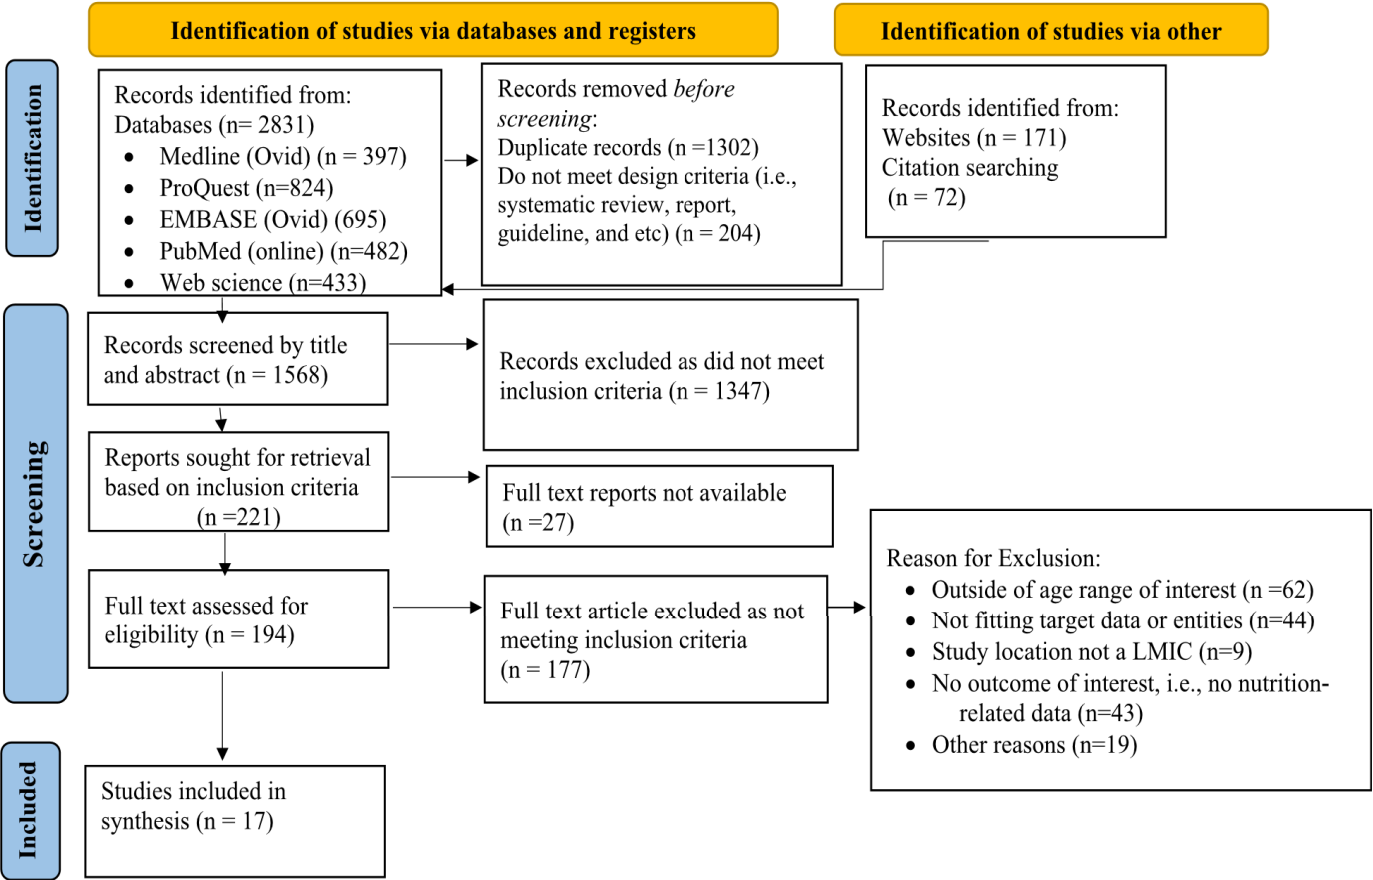 Identification of studies via databases and registers
Identification of studies via other
Identification
Records identified from:
Databases (n= 2831)
• Medline (Ovid) (n = 397)
• ProQuest (n=824)
• EMBASE (Ovid) (695)
• PubMed (online) (n=482)
• Web science (n=433)
Records removed before
screening:
Duplicate records (n =1302)
Do not meet design criteria (i.e.,
systematic review, report,
guideline, and etc) (n = 204)
Records identified from:
Websites (n = 171)
Citation searching
(n = 72)
Screening
Records screened by title
and abstract (n = 1568)
Records excluded as did not meet
inclusion criteria (n = 1347)
Reports sought for retrieval
based on inclusion criteria
(n =221)
Full text reports not available
(n =27)
Full text assessed for
eligibility (n = 194)
Full text article excluded as not
meeting inclusion criteria
(n = 177)
Reason for Exclusion:
• Outside of age range of interest (n =62)
• Not fitting target data or entities (n=44)
• Study location not a LMIC (n=9)
• No outcome of interest, i.e., no nutrition-
related data (n=43)
• Other reasons (n=19)
Included
Studies included in
synthesis (n = 17)